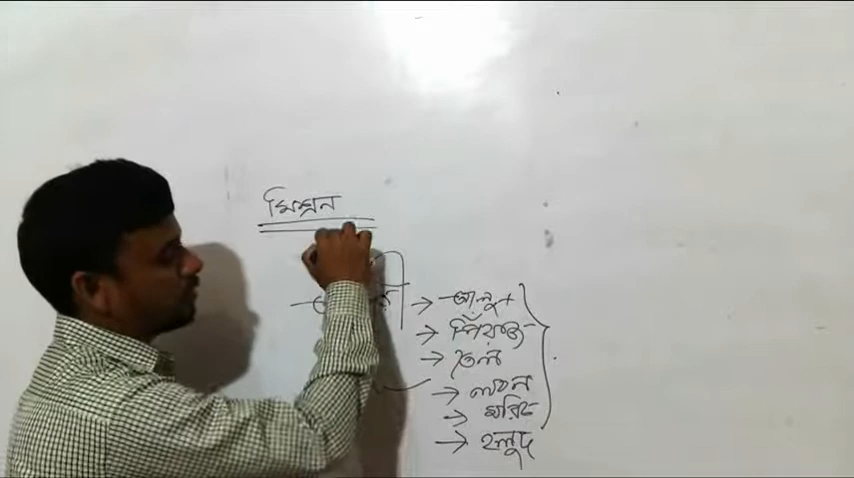 মিশ্রন
→ আলু +
→ পিঁয়াজ
→ তেল
→ লবন
→ মরিচ
→ হলুদ